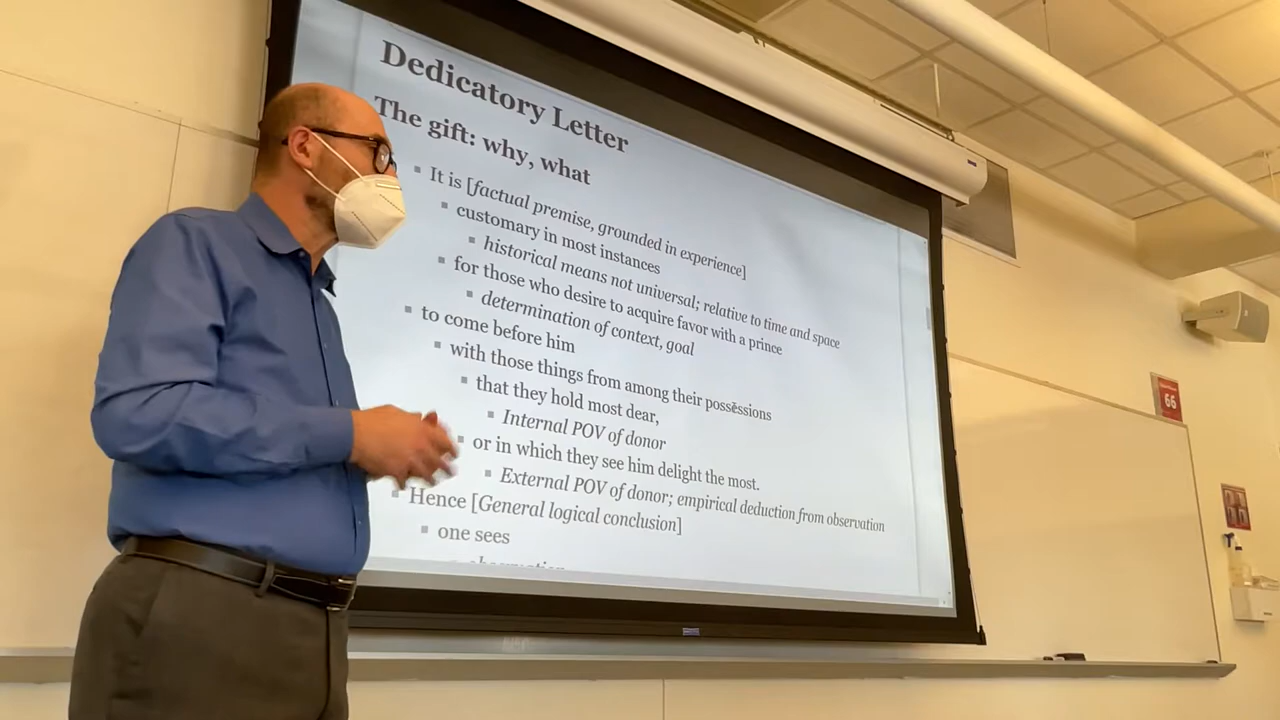 Dedicatory Letter
The gift: why, what
It is [factual premise, grounded in experience]
customary in most instances
historical means not universal; relative to time and space
for those who desire to acquire favor with a prince
determination of context, goal
to come before him
with those things from among their possessions
that they hold most dear,
Internal POV of donor
or in which they see him delight the most.
External POV of donor; empirical deduction from observation
Hence [General logical conclusion]
one sees
66